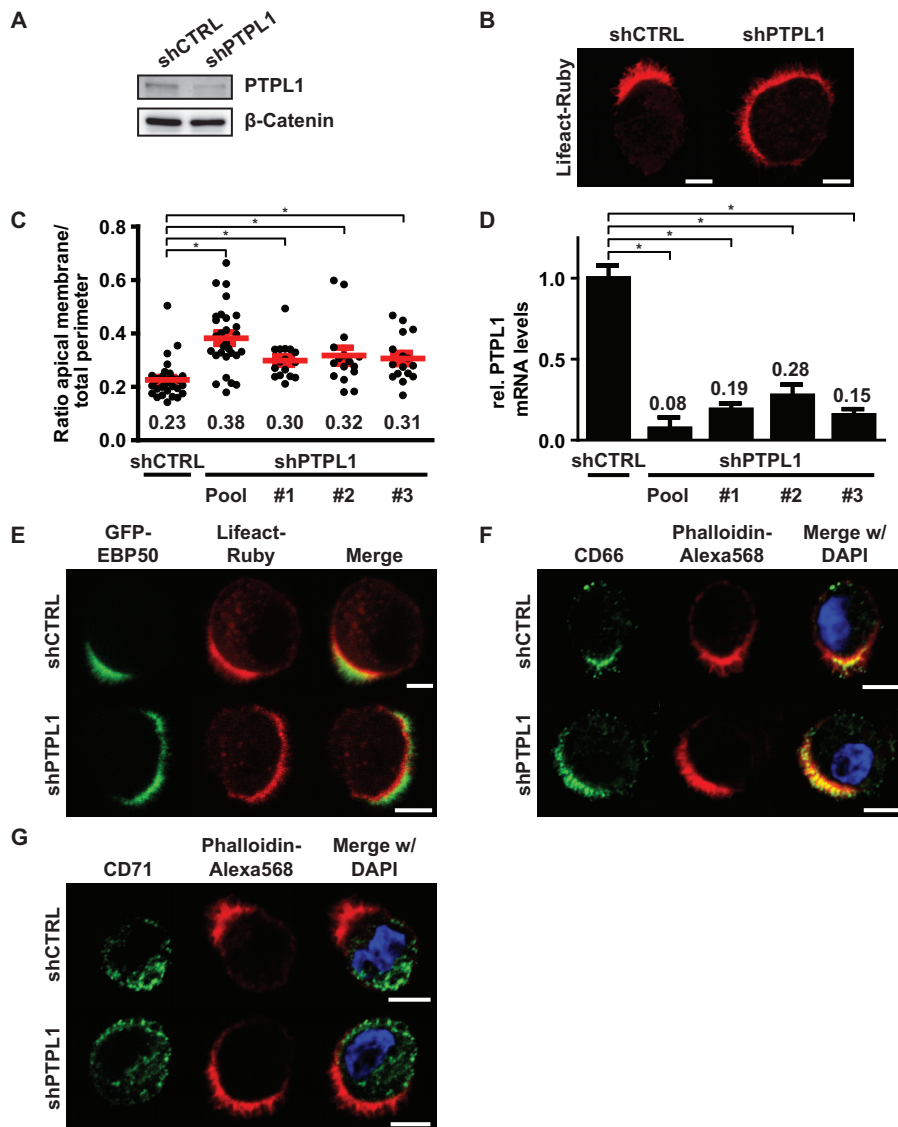 A
shCTRL
shPTPL1
PTPL1
β-Catenin
B
shCTRL
shPTPL1
Lifeact-Ruby
C
Ratio apical membrane/
total perimeter
0.8
0.6
0.4
0.2
0.0
* 
*
*
*
0.23
0.38
0.30
0.32
0.31
shCTRL
shPTPL1
Pool
#1
#2
#3
D
rel. PTPL1
mRNA levels
1.0
0.5
0.0
*
*
*
*
0.08
0.19
0.28
0.15
shCTRL
shPTPL1
Pool
#1
#2
#3
E
GFP-
EBP50
Lifeact-
Ruby
Merge
shCTRL
shPTPL1
F
CD66
Phalloidin-
Alexa568
Merge w/
DAPI
shCTRL
shPTPL1
G
CD71
Phalloidin-
Alexa568
Merge w/
DAPI
shCTRL
shPTPL1